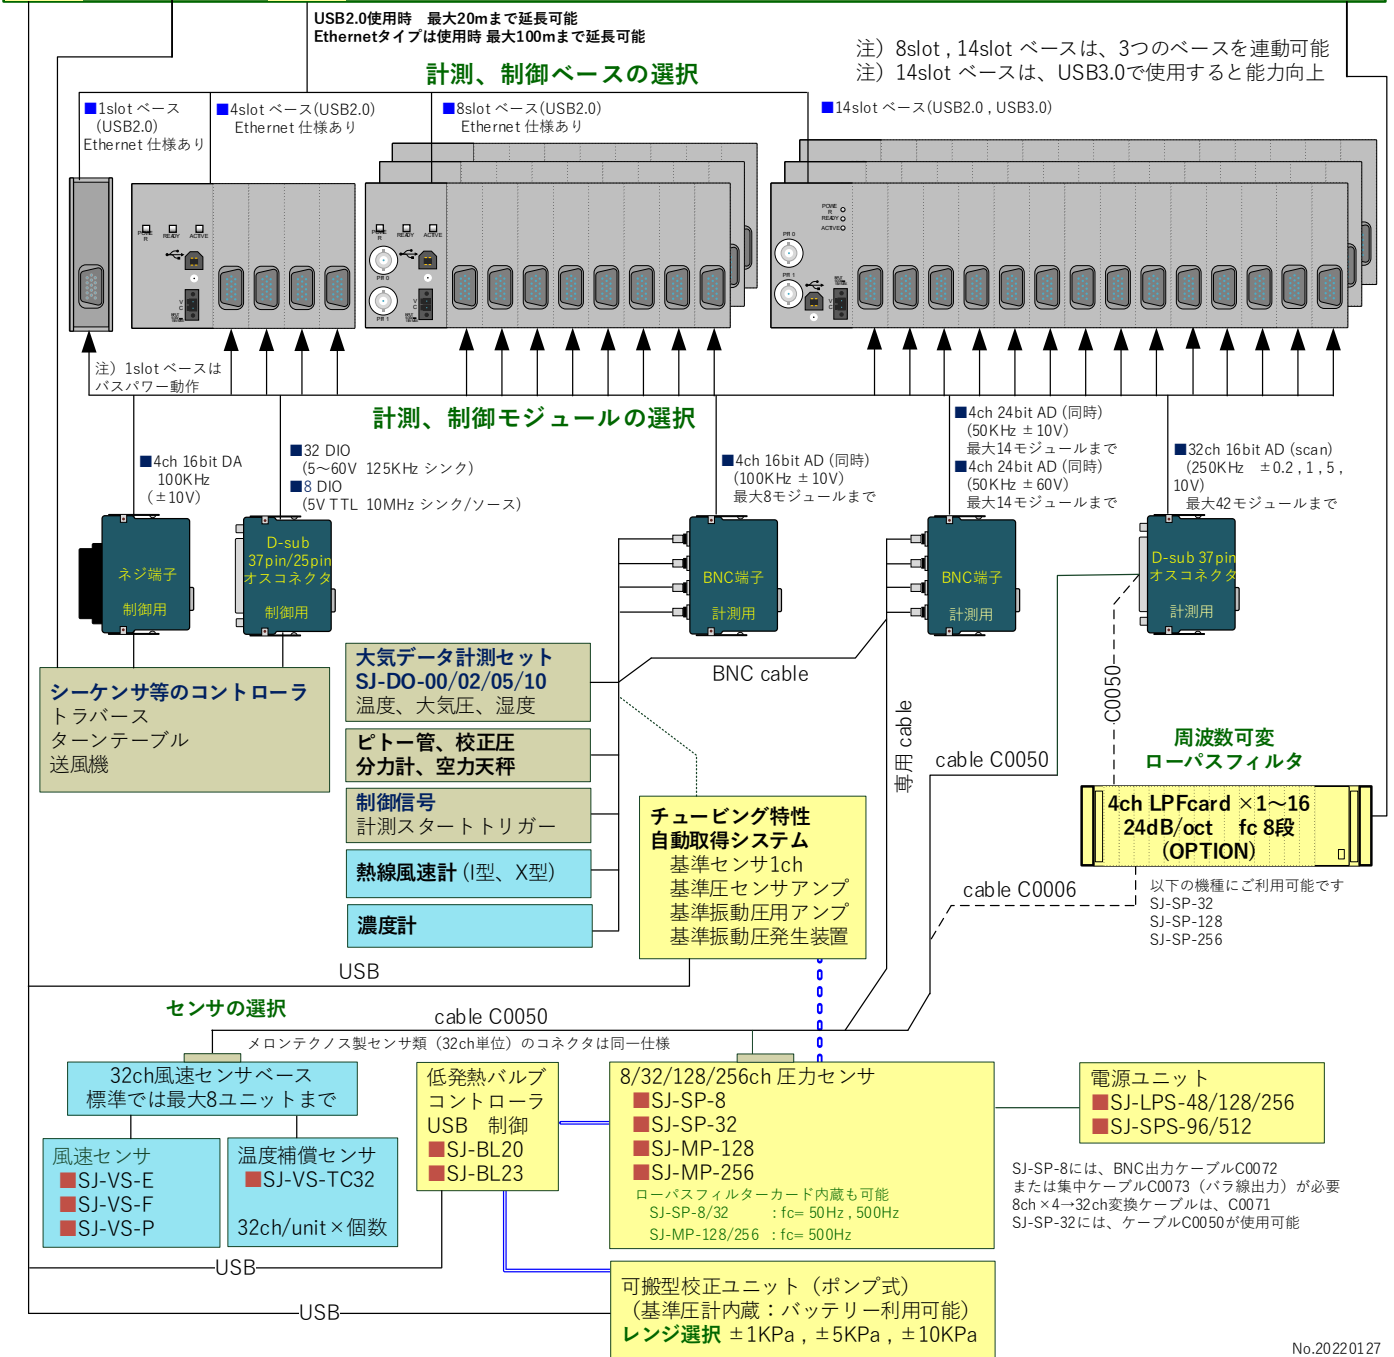 USB2.0使用時　最大20mまで延長可能
Ethernetタイプは使用時 最大100mまで延長可能
注）8slot , 14slot ベースは、3つのベースを連動可能
注）14slot ベースは、USB3.0で使用すると能力向上
計測、制御ベースの選択
■1slot ベース
(USB2.0)
Ethernet 仕様あり
■4slot ベース(USB2.0)
Ethernet 仕様あり
■8slot ベース(USB2.0)
Ethernet 仕様あり
■14slot ベース(USB2.0 , USB3.0)
POWE
R
READY
ACTIVE
POWE
R
READY
ACTIVE
PR 0
PR 1
POWE
R
READY
ACTIVE
PR 0
PR 1
注）1slot ベースは
バスパワー動作
計測、制御モジュールの選択
■4ch 16bit DA
100KHz
(±10V)
■32 DIO
(5～60V 125KHz シンク)
■8 DIO
(5V TTL 10MHz シンク/ソース)
■4ch 16bit AD (同時)
(100KHz ±10V)
最大8モジュールまで
■4ch 24bit AD (同時)
(50KHz ±10V)
最大14モジュールまで
■4ch 24bit AD (同時)
(50KHz ±60V)
最大14モジュールまで
■32ch 16bit AD (scan)
(250KHz ±0.2 , 1 , 5 ,
10V)
最大42モジュールまで
ネジ端子
制御用
D-sub
37pin/25pin
オスコネクタ
制御用
BNC端子
計測用
BNC端子
計測用
D-sub 37pin
オスコネクタ
計測用
シーケンサ等のコントローラ
トラバース
ターンテーブル
送風機
大気データ計測セット
SJ-DO-00/02/05/10
温度、大気圧、湿度
ピトー管、校正圧
分力計、空力天秤
制御信号
計測スタートトリガー
熱線風速計 (I型、X型)
濃度計
BNC cable
専用 cable
cable C0050
C0050
チュービング特性
自動取得システム
基準センサ1ch
基準圧センサアンプ
基準振動圧用アンプ
基準振動圧発生装置
周波数可変
ローパスフィルタ
4ch LPFcard ×1～16
24dB/oct　fc 8段
(OPTION)
cable C0006
以下の機種にご利用可能です
SJ-SP-32
SJ-SP-128
SJ-SP-256
USB
センサの選択
cable C0050
メロンテクノス製センサ類（32ch単位）のコネクタは同一仕様
32ch風速センサベース
標準では最大8ユニットまで
風速センサ
■SJ-VS-E
■SJ-VS-F
■SJ-VS-P
温度補償センサ
■SJ-VS-TC32
32ch/unit×個数
低発熱バルブ
コントローラ
USB　制御
■SJ-BL20
■SJ-BL23
8/32/128/256ch 圧力センサ
■SJ-SP-8
■SJ-SP-32
■SJ-MP-128
■SJ-MP-256
ローパスフィルターカード内蔵も可能
SJ-SP-8/32　: fc= 50Hz , 500Hz
SJ-MP-128/256 : fc= 500Hz
電源ユニット
■SJ-LPS-48/128/256
■SJ-SPS-96/512
SJ-SP-8には、BNC出力ケーブルC0072
または集中ケーブルC0073（バラ線出力）が必要
8ch×4→32ch変換ケーブルは、C0071
SJ-SP-32には、ケーブルC0050が使用可能
USB
USB
可搬型校正ユニット（ポンプ式）
（基準圧計内蔵：バッテリー利用可能）
レンジ選択 ±1KPa , ±5KPa , ±10KPa
No.20220127